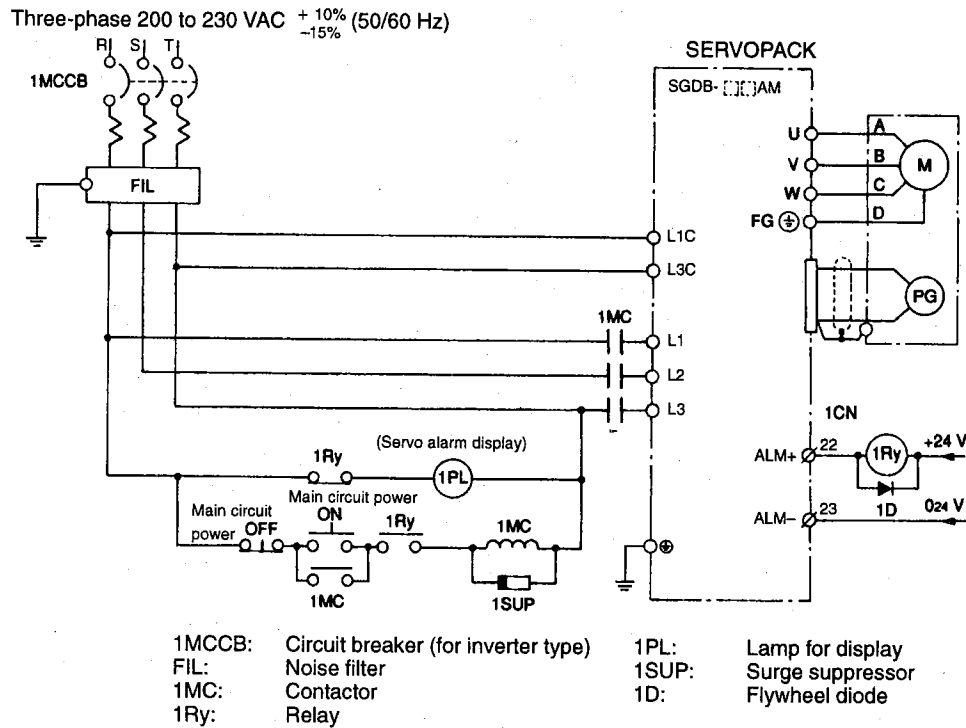 Three-phase 200 to 230 VAC + 10% −15% (50/60 Hz)
R S T
1MCCB
FIL
SERVOPACK
SGDB- AM
U
V
W
FG
A
B
C
D
M
PG
L1C
L3C
1MC
L1
L2
L3
1CN
(Servo alarm display)
1Ry
1PL
Main circuit power
OFF
Main circuit power
ON
1Ry
1MC
1MC
1SUP
ALM+
22
1Ry
+24 V
1D
ALM−
23
024 V
1MCCB: Circuit breaker (for inverter type)
FIL: Noise filter
1MC: Contactor
1Ry: Relay
1PL: Lamp for display
1SUP: Surge suppressor
1D: Flywheel diode